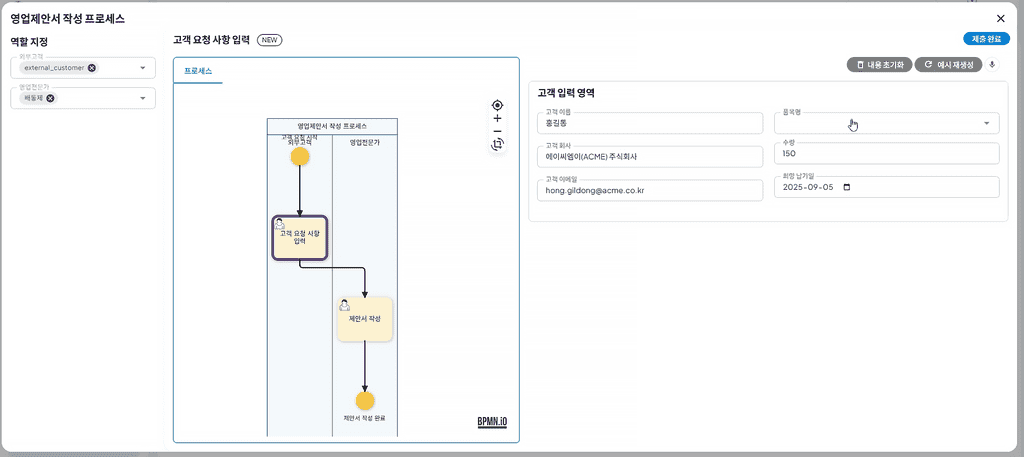 영업제안서 작성 프로세스
역할 지정
외부고객
external_customer
영업전문가
배동제
고객 요청 사항 입력
NEW
제출 완료
프로세스
영업제안서 작성 프로세스
고객 요청 시작
외부고객
영업전문가
고객 요청 사항
입력
제안서 작성
제안서 작성 완료
BPMN.iO
내용 초기화
예시 재생성
고객 입력 영역
고객 이름
홍길동
품목명
고객 회사
에이씨엠이(ACME) 주식회사
수량
150
고객 이메일
hong.gildong@acme.co.kr
희망 납기일
2025-09-05